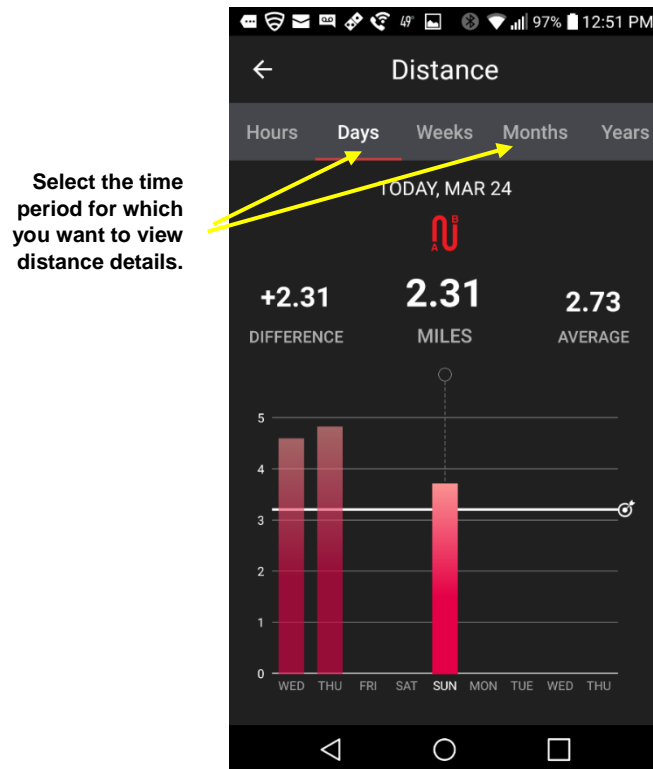 49° 97% 12:51 PM
Distance
Hours Days Weeks Months Years
Select the time
period for which
you want to view
distance details.
TODAY, MAR 24
A B
+2.31 2.31 2.73
DIFFERENCE MILES AVERAGE
5
4
3
2
1
0
WED THU FRI SAT SUN MON TUE WED THU